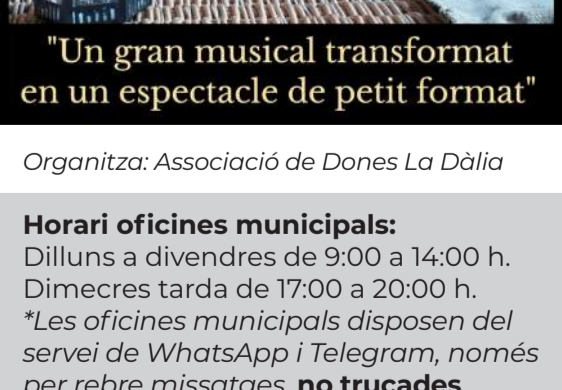 "Un gran musical transformat
en un espectacle de petit format"
Organitza: Associació de Dones La Dàlia
Horari oficines municipals:
Dilluns a divendres de 9:00 a 14:00 h.
Dimecres tarda de 17:00 a 20:00 h.
*Les oficines municipals disposen del
servei de WhatsApp i Telegram, només
per rebre missatges, no trucades